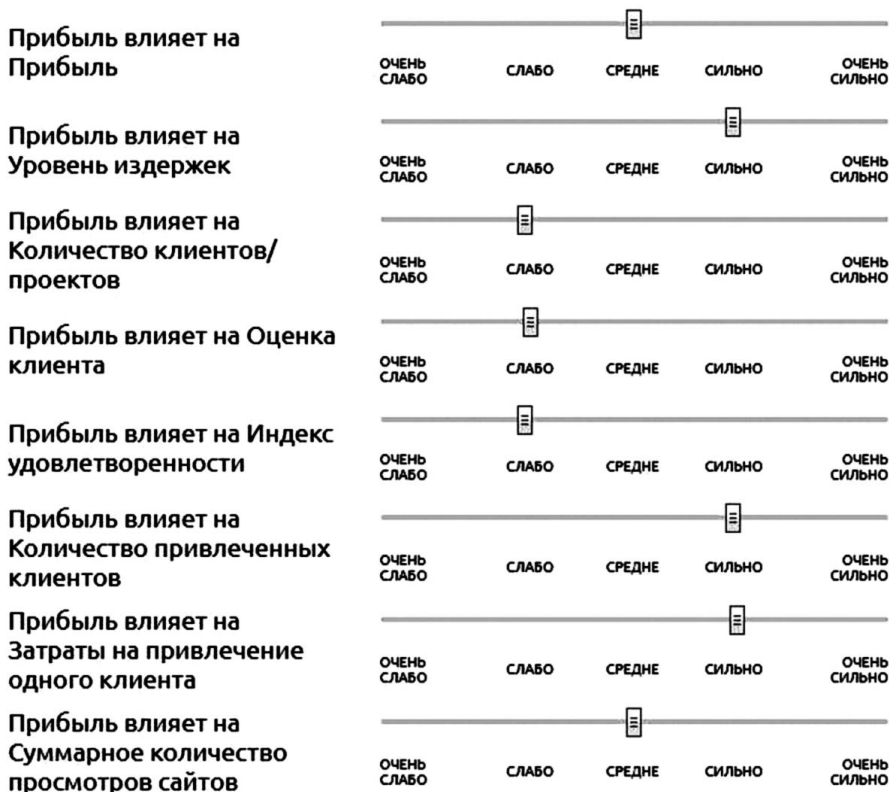 Прибыль влияет на
Прибыль
ОЧЕНЬ СЛАБО СЛАБО СРЕДНЕ СИЛЬНО ОЧЕНЬ СИЛЬНО
Прибыль влияет на
Уровень издержек
ОЧЕНЬ СЛАБО СЛАБО СРЕДНЕ СИЛЬНО ОЧЕНЬ СИЛЬНО
Прибыль влияет на
Количество клиентов/
проектов
ОЧЕНЬ СЛАБО СЛАБО СРЕДНЕ СИЛЬНО ОЧЕНЬ СИЛЬНО
Прибыль влияет на Оценка
клиента
ОЧЕНЬ СЛАБО СЛАБО СРЕДНЕ СИЛЬНО ОЧЕНЬ СИЛЬНО
Прибыль влияет на Индекс
удовлетворенности
ОЧЕНЬ СЛАБО СЛАБО СРЕДНЕ СИЛЬНО ОЧЕНЬ СИЛЬНО
Прибыль влияет на
Количество привлеченных
клиентов
ОЧЕНЬ СЛАБО СЛАБО СРЕДНЕ СИЛЬНО ОЧЕНЬ СИЛЬНО
Прибыль влияет на
Затраты на привлечение
одного клиента
ОЧЕНЬ СЛАБО СЛАБО СРЕДНЕ СИЛЬНО ОЧЕНЬ СИЛЬНО
Прибыль влияет на
Суммарное количество
просмотров сайтов
ОЧЕНЬ СЛАБО СЛАБО СРЕДНЕ СИЛЬНО ОЧЕНЬ СИЛЬНО